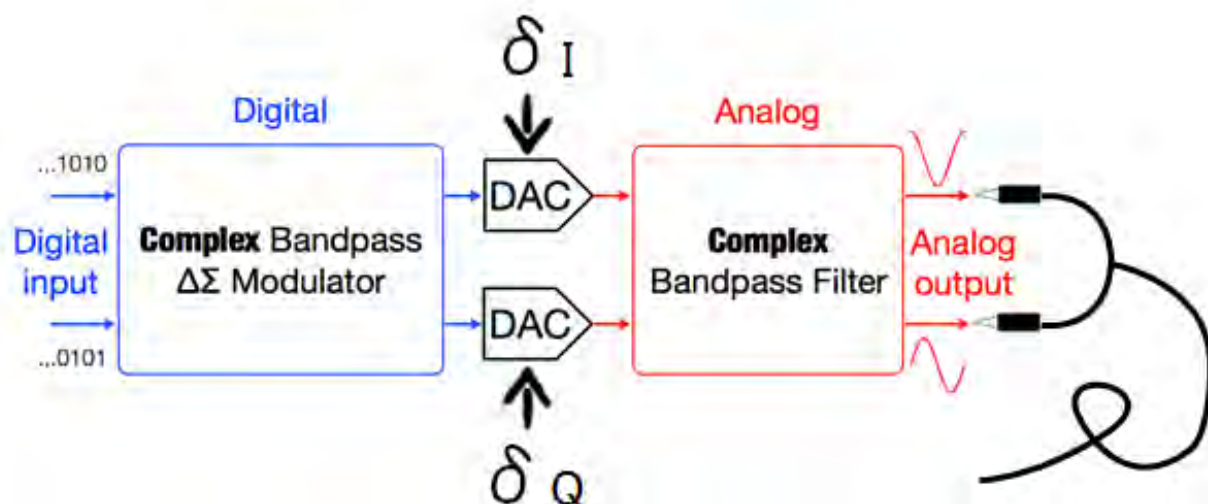 δ I
Digital
Analog
...1010
DAC
Digital
input
Complex Bandpass
ΔΣ Modulator
Complex
Bandpass Filter
Analog
output
DAC
...0101
δ Q